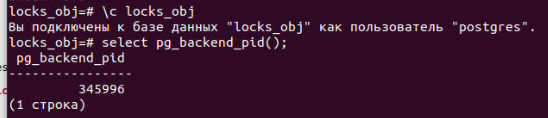 locks_obj=# \c locks_obj
Вы подключены к базе данных "locks_obj" как пользователь "postgres".
locks_obj=# select pg_backend_pid();
 pg_backend_pid
----------------
         345996
(1 строка)